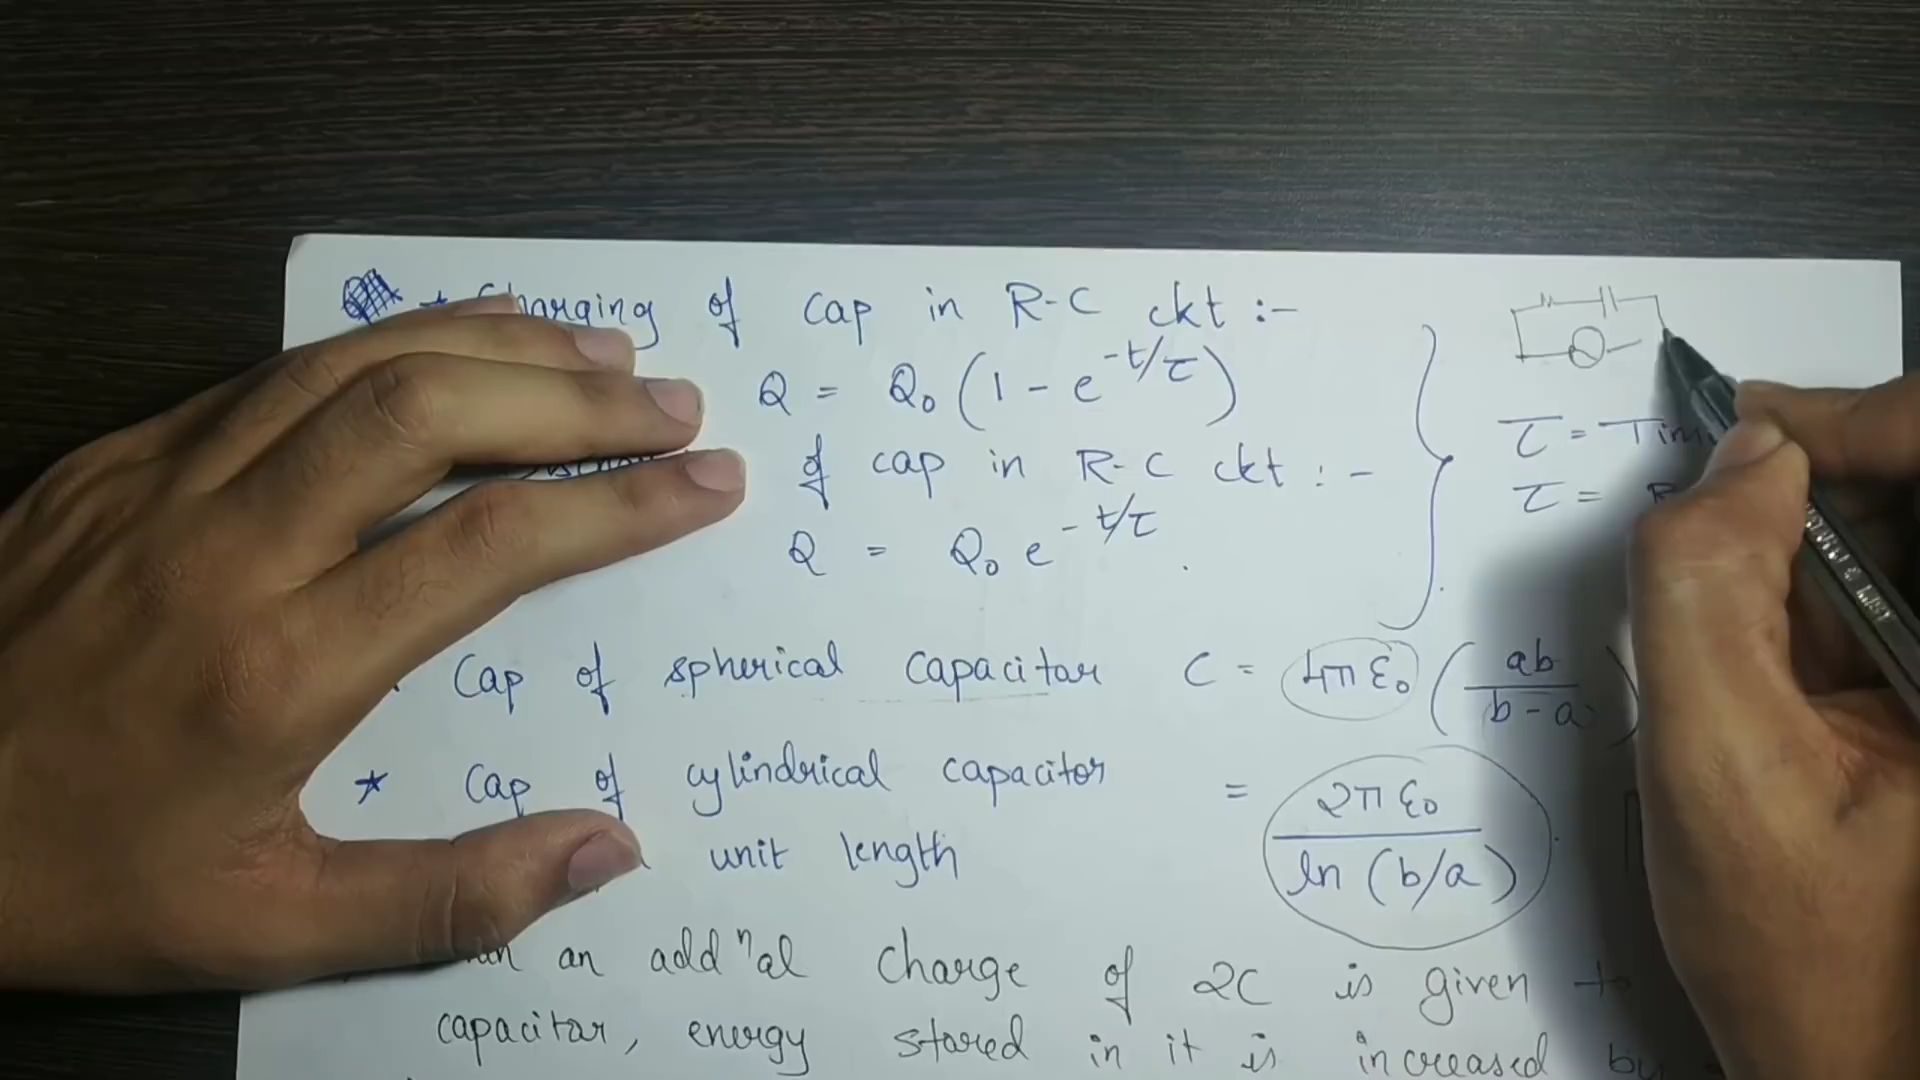 ★ Charging of cap in R-C ckt :-
Q = Q₀ (1 - e^-t/τ)
of cap in R-C ckt : -
Q = Q₀ e^-t/τ .
τ =
τ =
Cap of spherical capacitor C = 4π ε₀ (ab / b - a)
★ Cap of cylindrical capacitor = 2π ε₀ / ln (b/a)
unit length
an addⁿal charge of 2C is given to
capacitor, energy stored in it is increased by